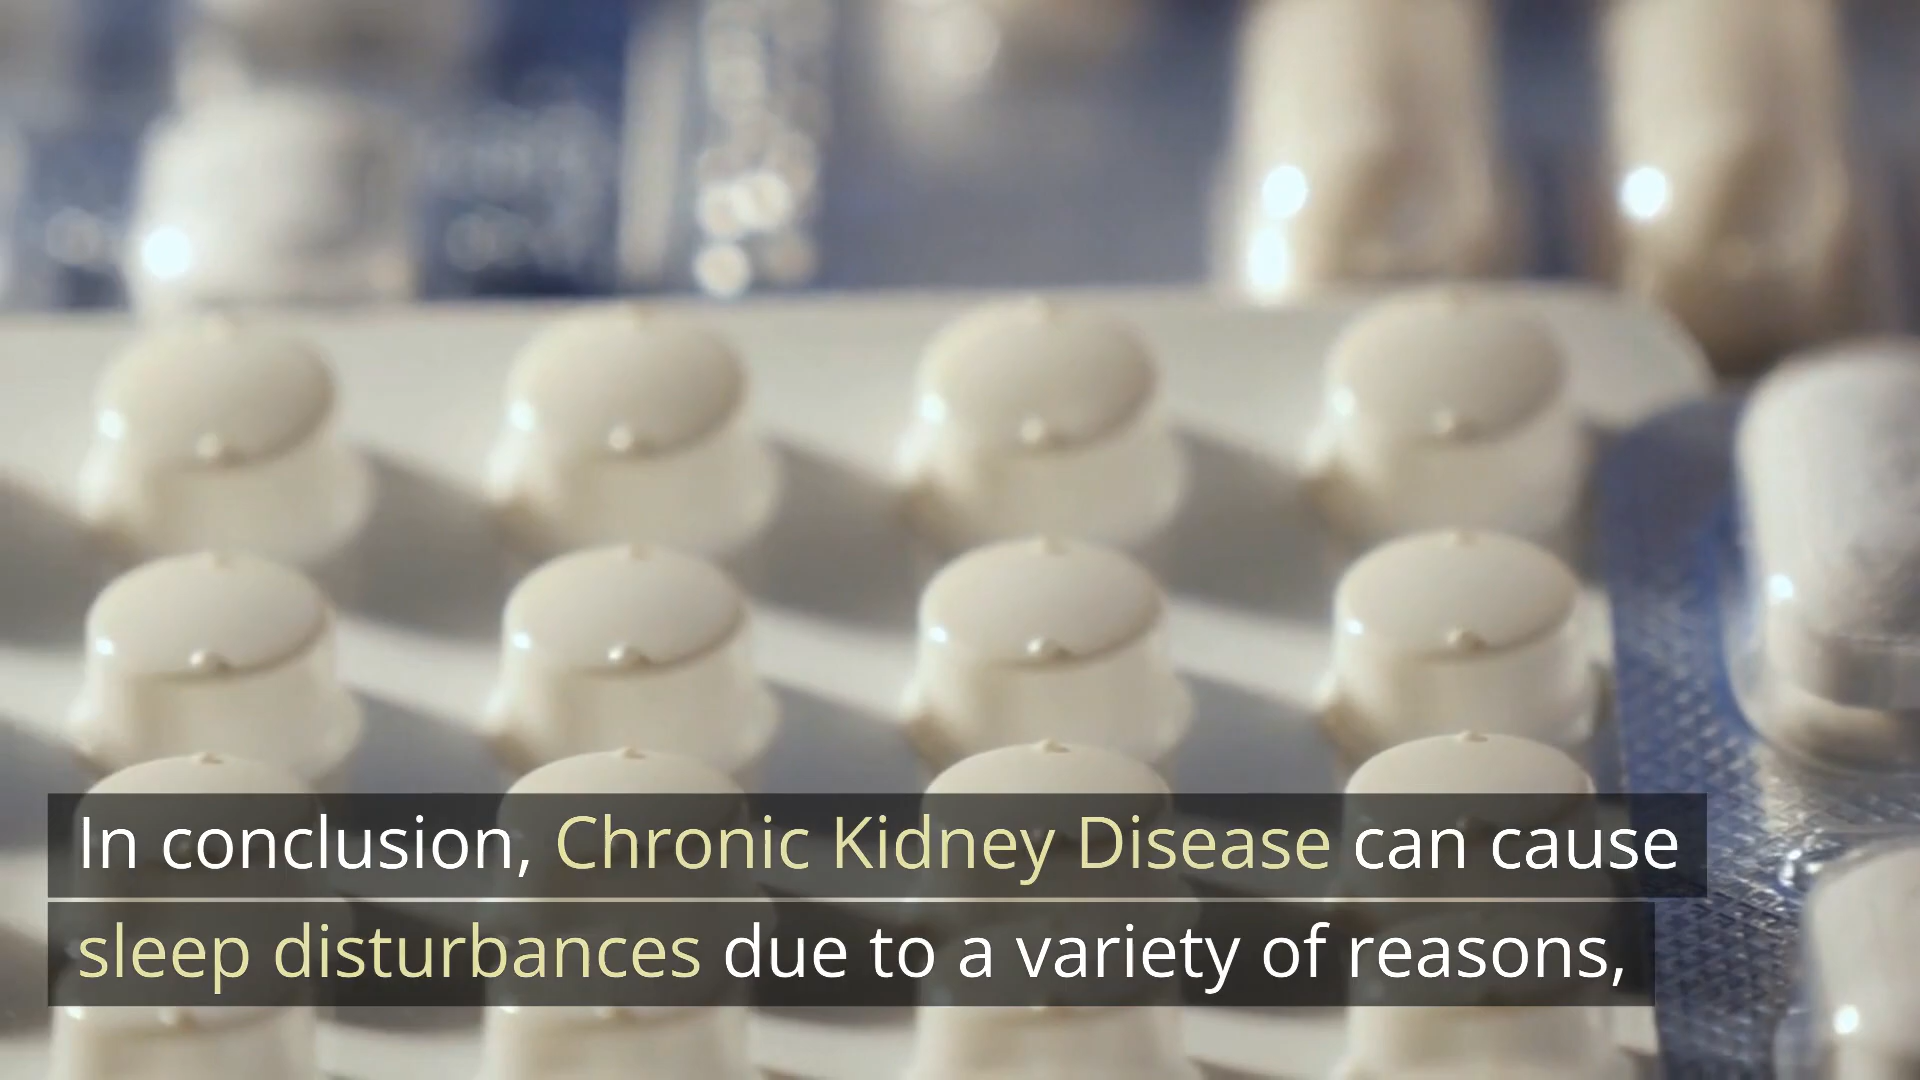 In conclusion, Chronic Kidney Disease can cause
sleep disturbances due to a variety of reasons,